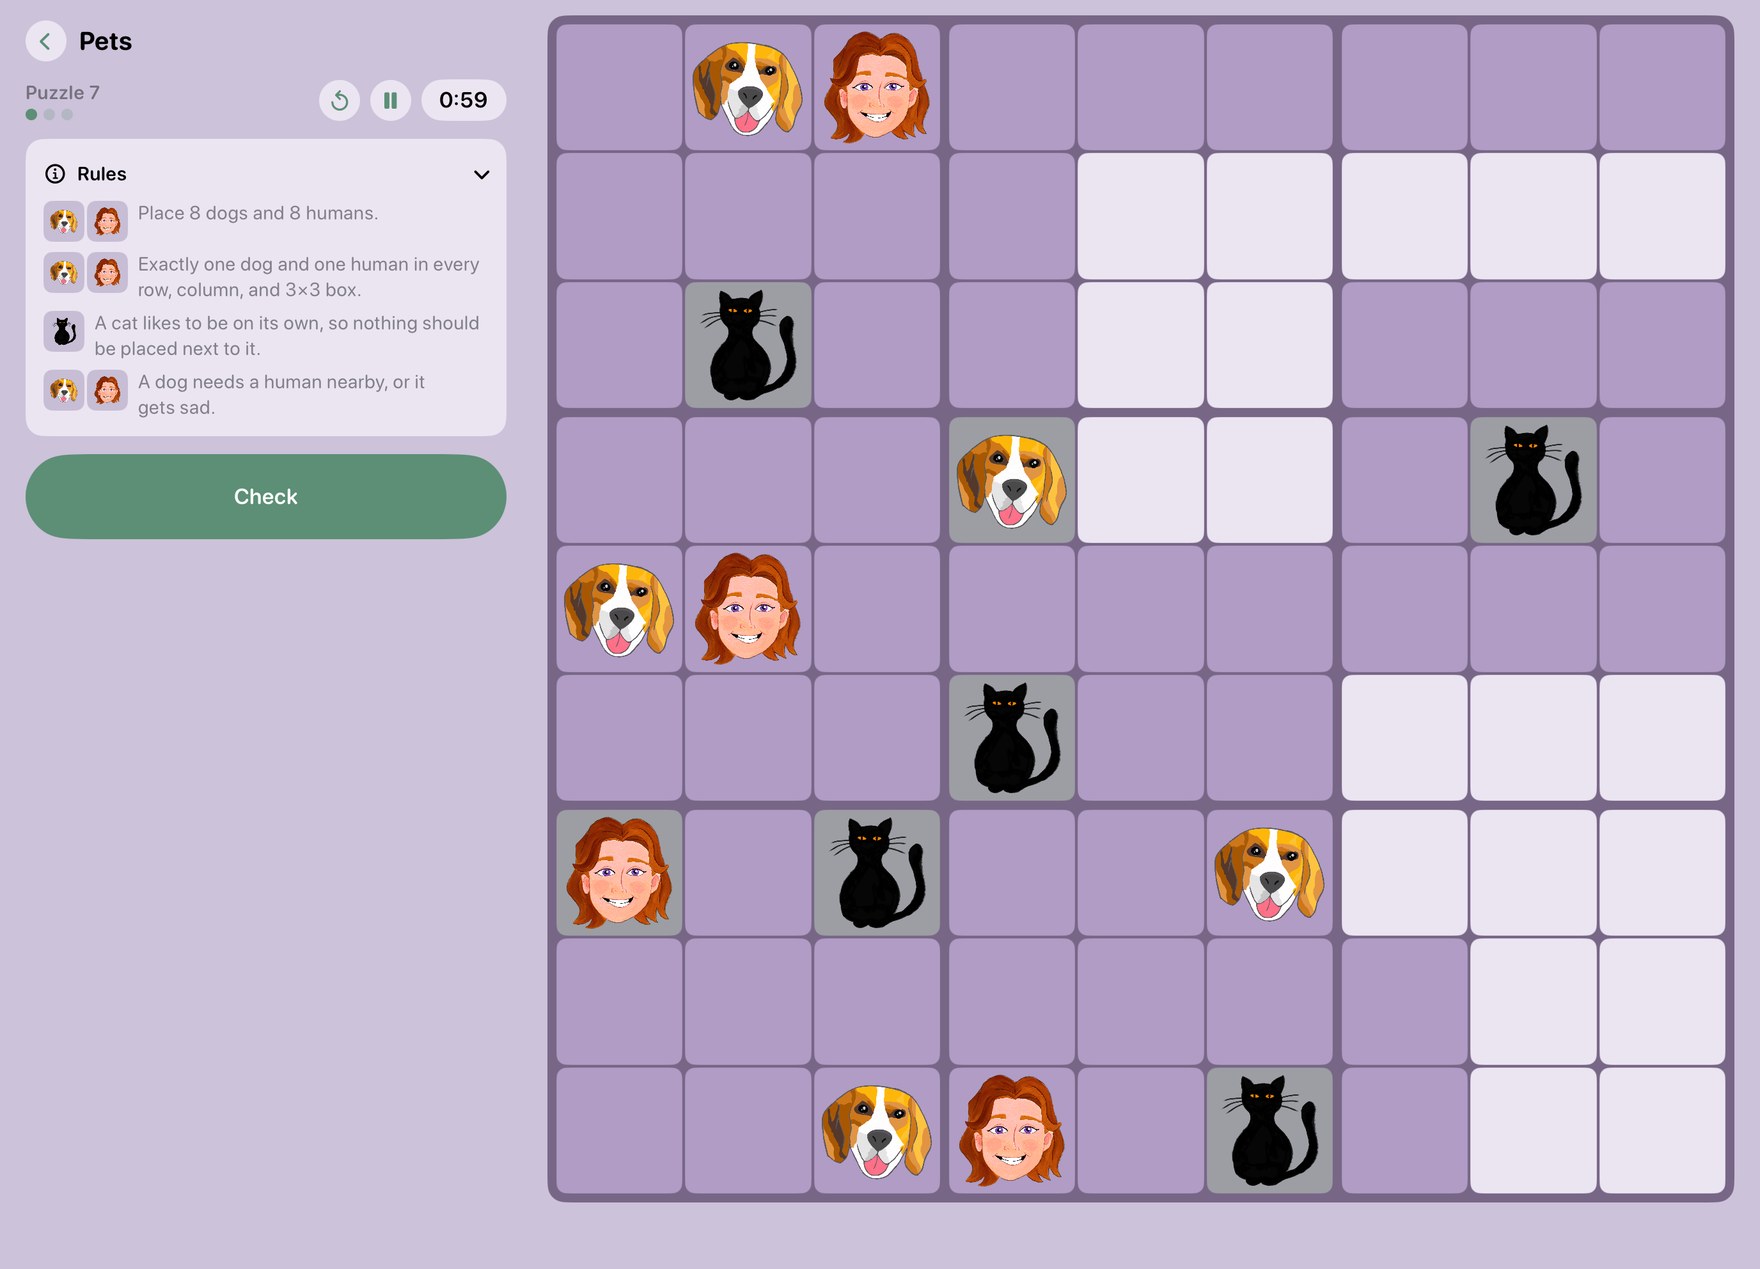 Pets
Puzzle 7
0:59
Rules
Place 8 dogs and 8 humans.
Exactly one dog and one human in every
row, column, and 3×3 box.
A cat likes to be on its own, so nothing should
be placed next to it.
A dog needs a human nearby, or it
gets sad.
Check